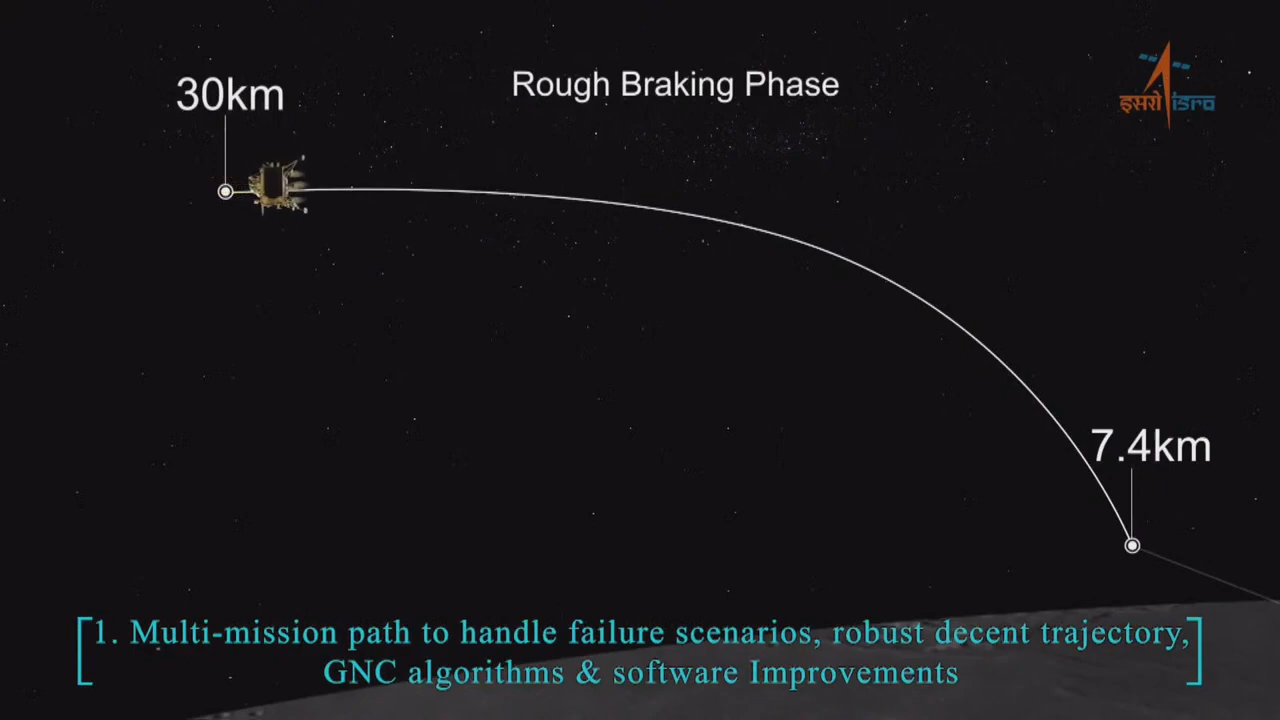 30km
Rough Braking Phase
इसरो isro
7.4km
1. Multi-mission path to handle failure scenarios, robust decent trajectory,
GNC algorithms & software Improvements